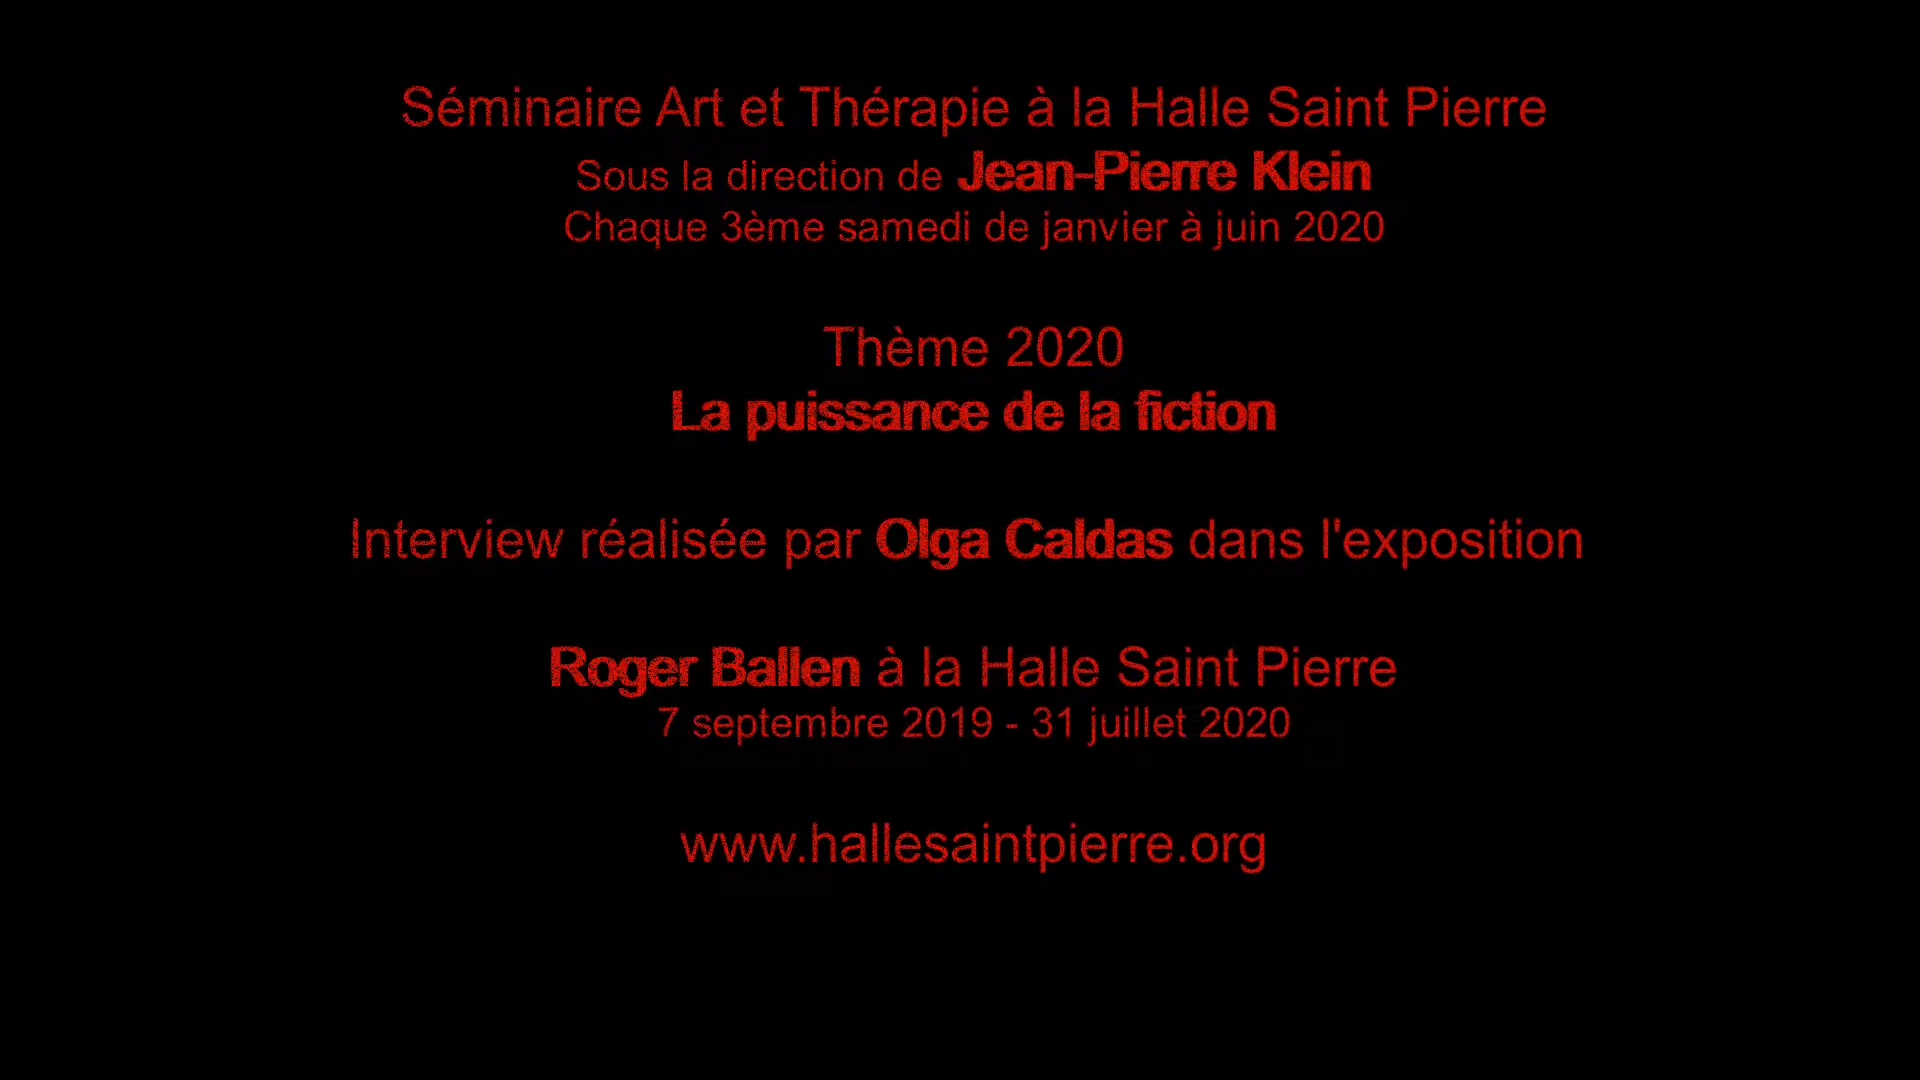 Séminaire Art et Thérapie à la Halle Saint Pierre
Sous la direction de Jean-Pierre Klein
Chaque 3ème samedi de janvier à juin 2020
Thème 2020
La puissance de la fiction
Interview réalisée par Olga Caldas dans l'exposition
Roger Ballen à la Halle Saint Pierre
7 septembre 2019 - 31 juillet 2020
www.hallesaintpierre.org